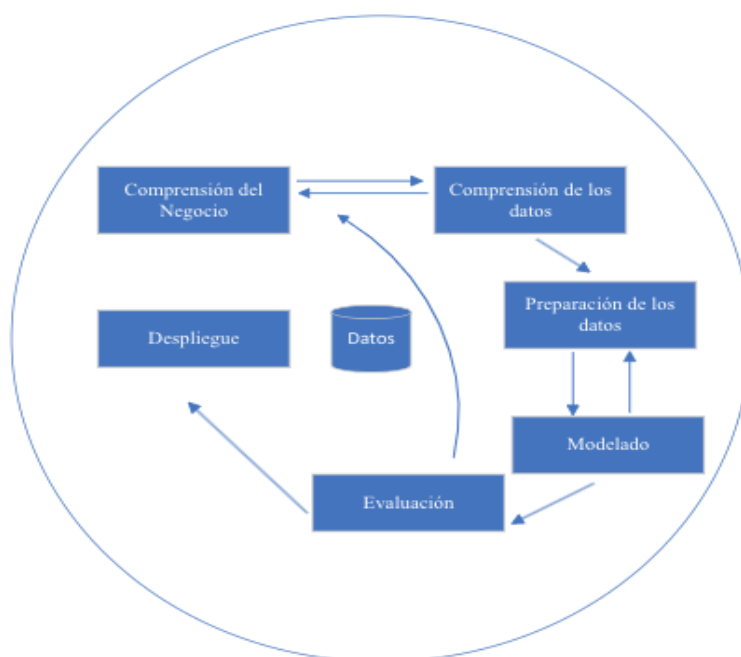 Comprensión del
Negocio
Comprensión de los
datos
Preparación de los
datos
Despliegue
Datos
Modelado
Evaluación